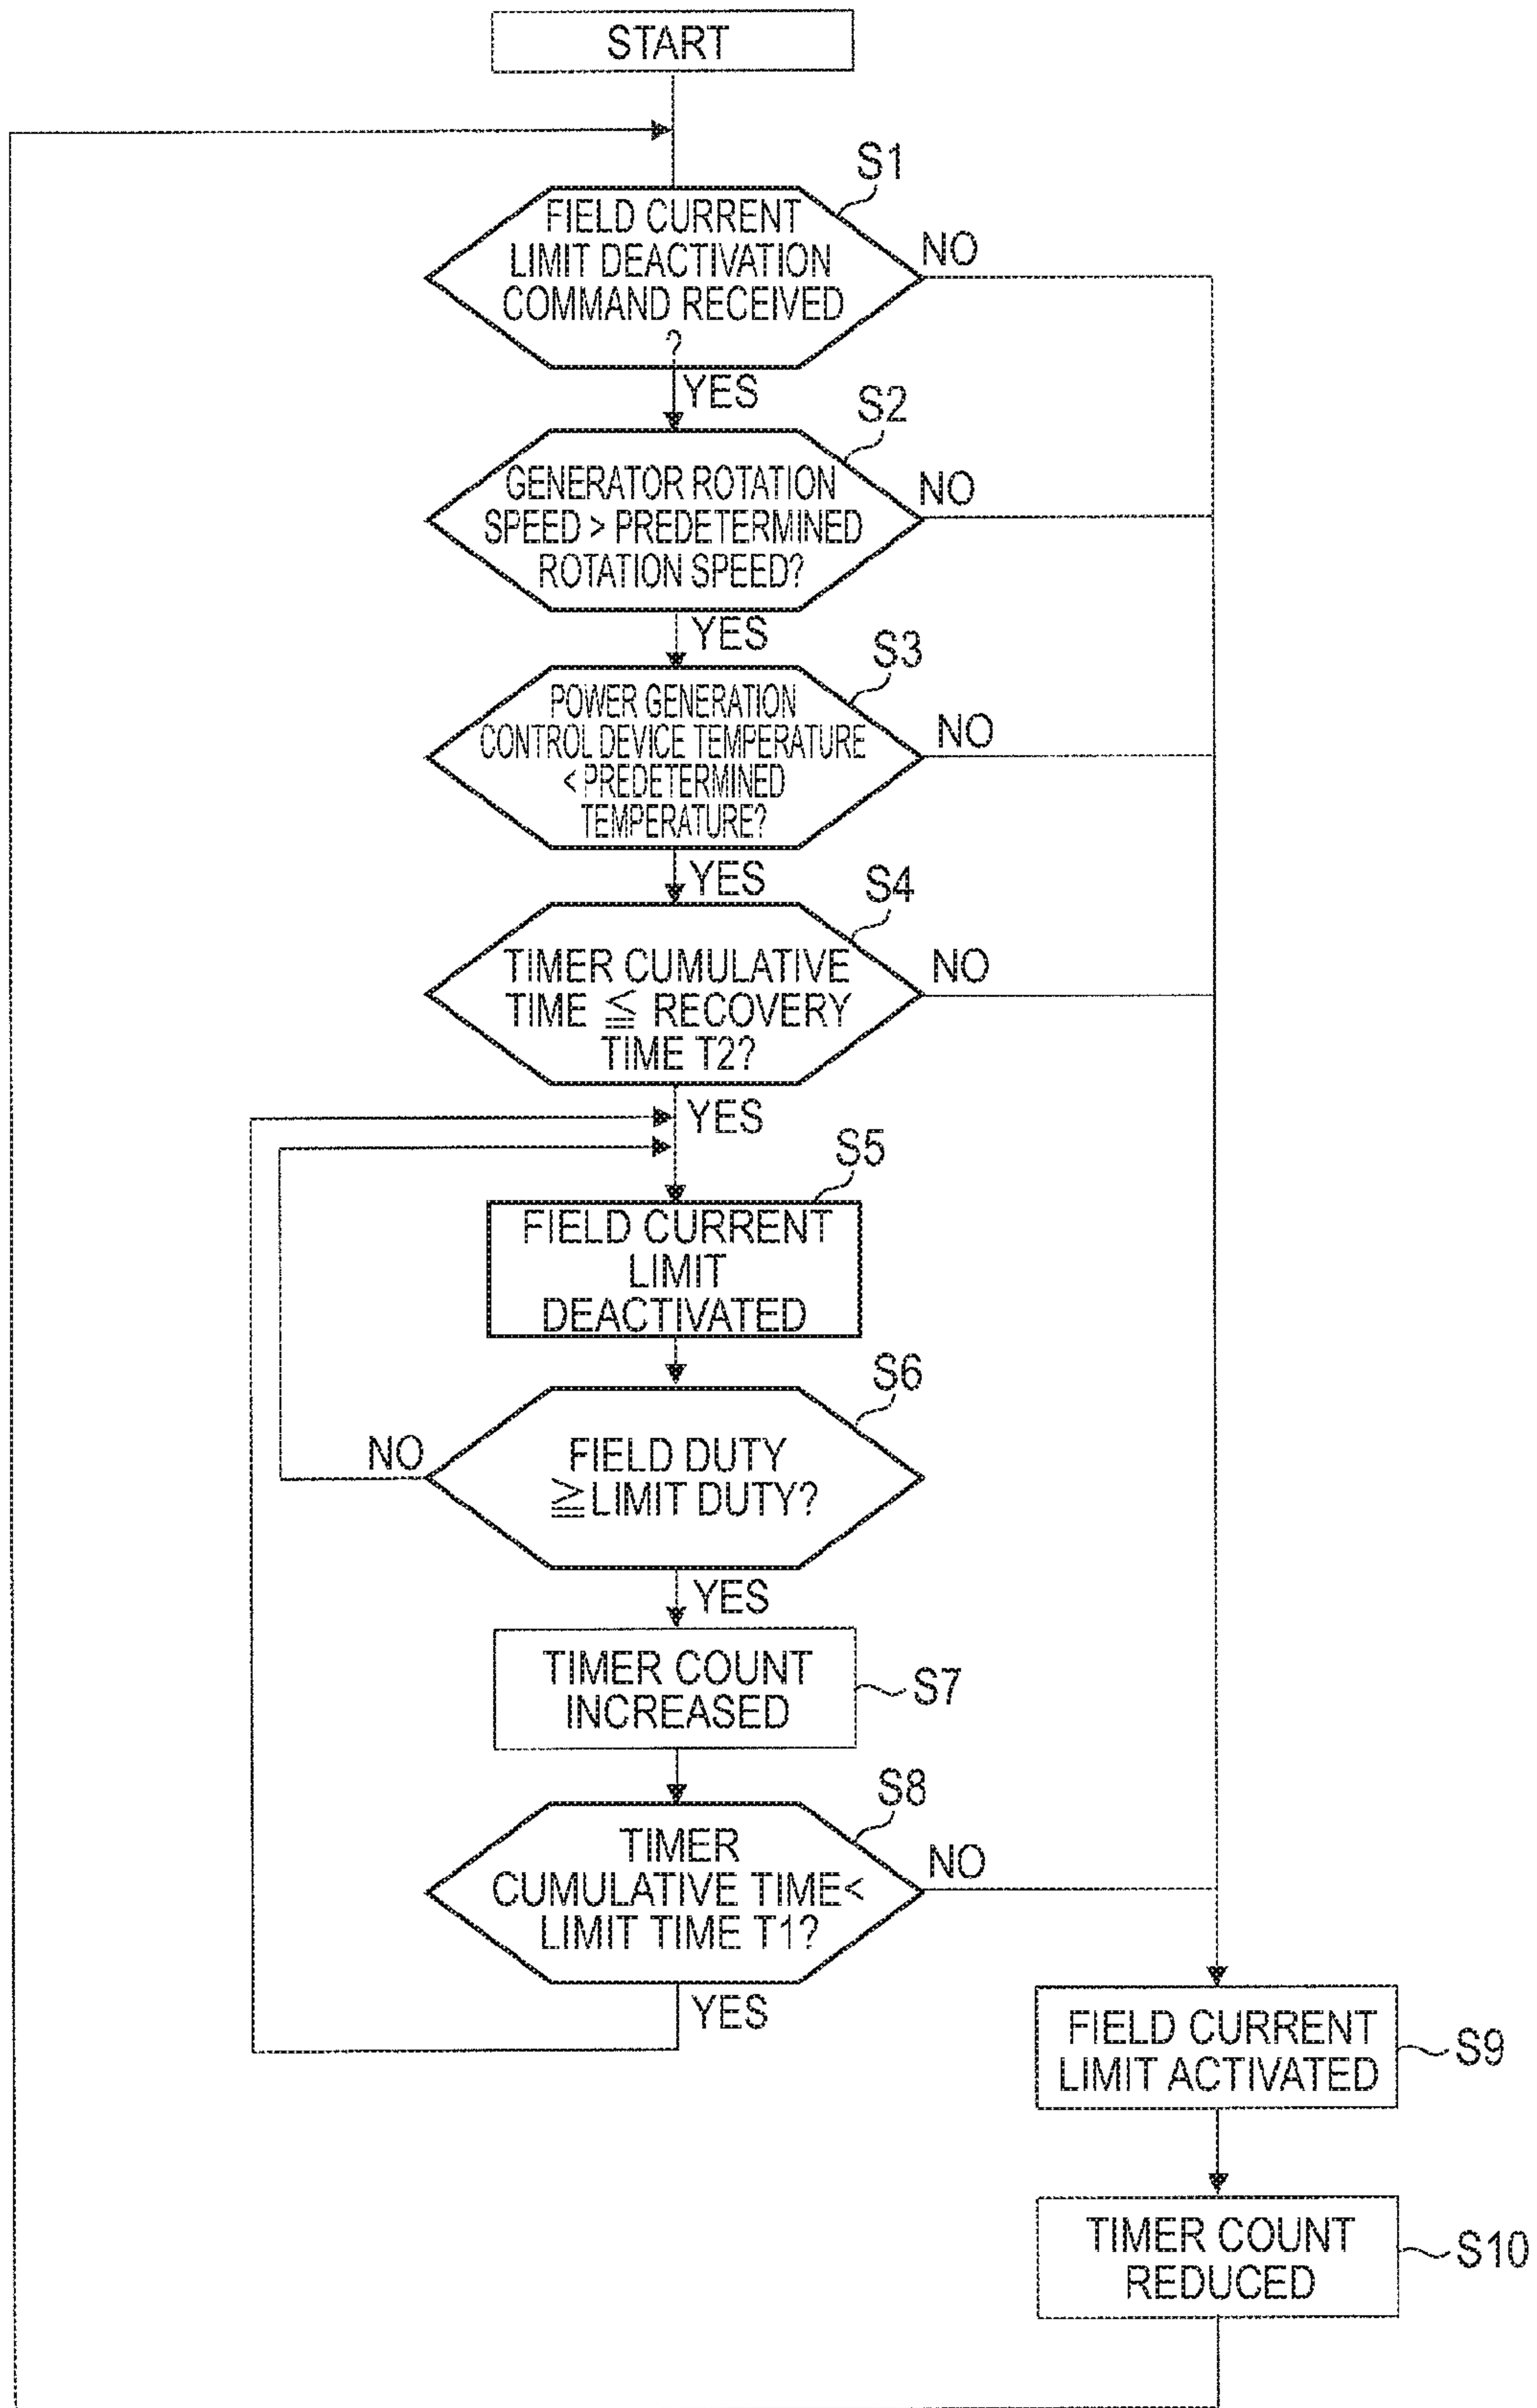 START
S1
FIELD CURRENT
LIMIT DEACTIVATION
COMMAND RECEIVED
?
NO
YES
S2
GENERATOR ROTATION
SPEED > PREDETERMINED
ROTATION SPEED?
NO
YES
S3
POWER GENERATION
CONTROL DEVICE TEMPERATURE
< PREDETERMINED
TEMPERATURE?
NO
YES
S4
TIMER CUMULATIVE
TIME ≦ RECOVERY
TIME T2?
NO
YES
S5
FIELD CURRENT
LIMIT
DEACTIVATED
S6
FIELD DUTY
≧LIMIT DUTY?
NO
YES
TIMER COUNT
INCREASED
S7
S8
TIMER
CUMULATIVE TIME<
LIMIT TIME T1?
NO
YES
FIELD CURRENT
LIMIT ACTIVATED
S9
TIMER COUNT
REDUCED
S10